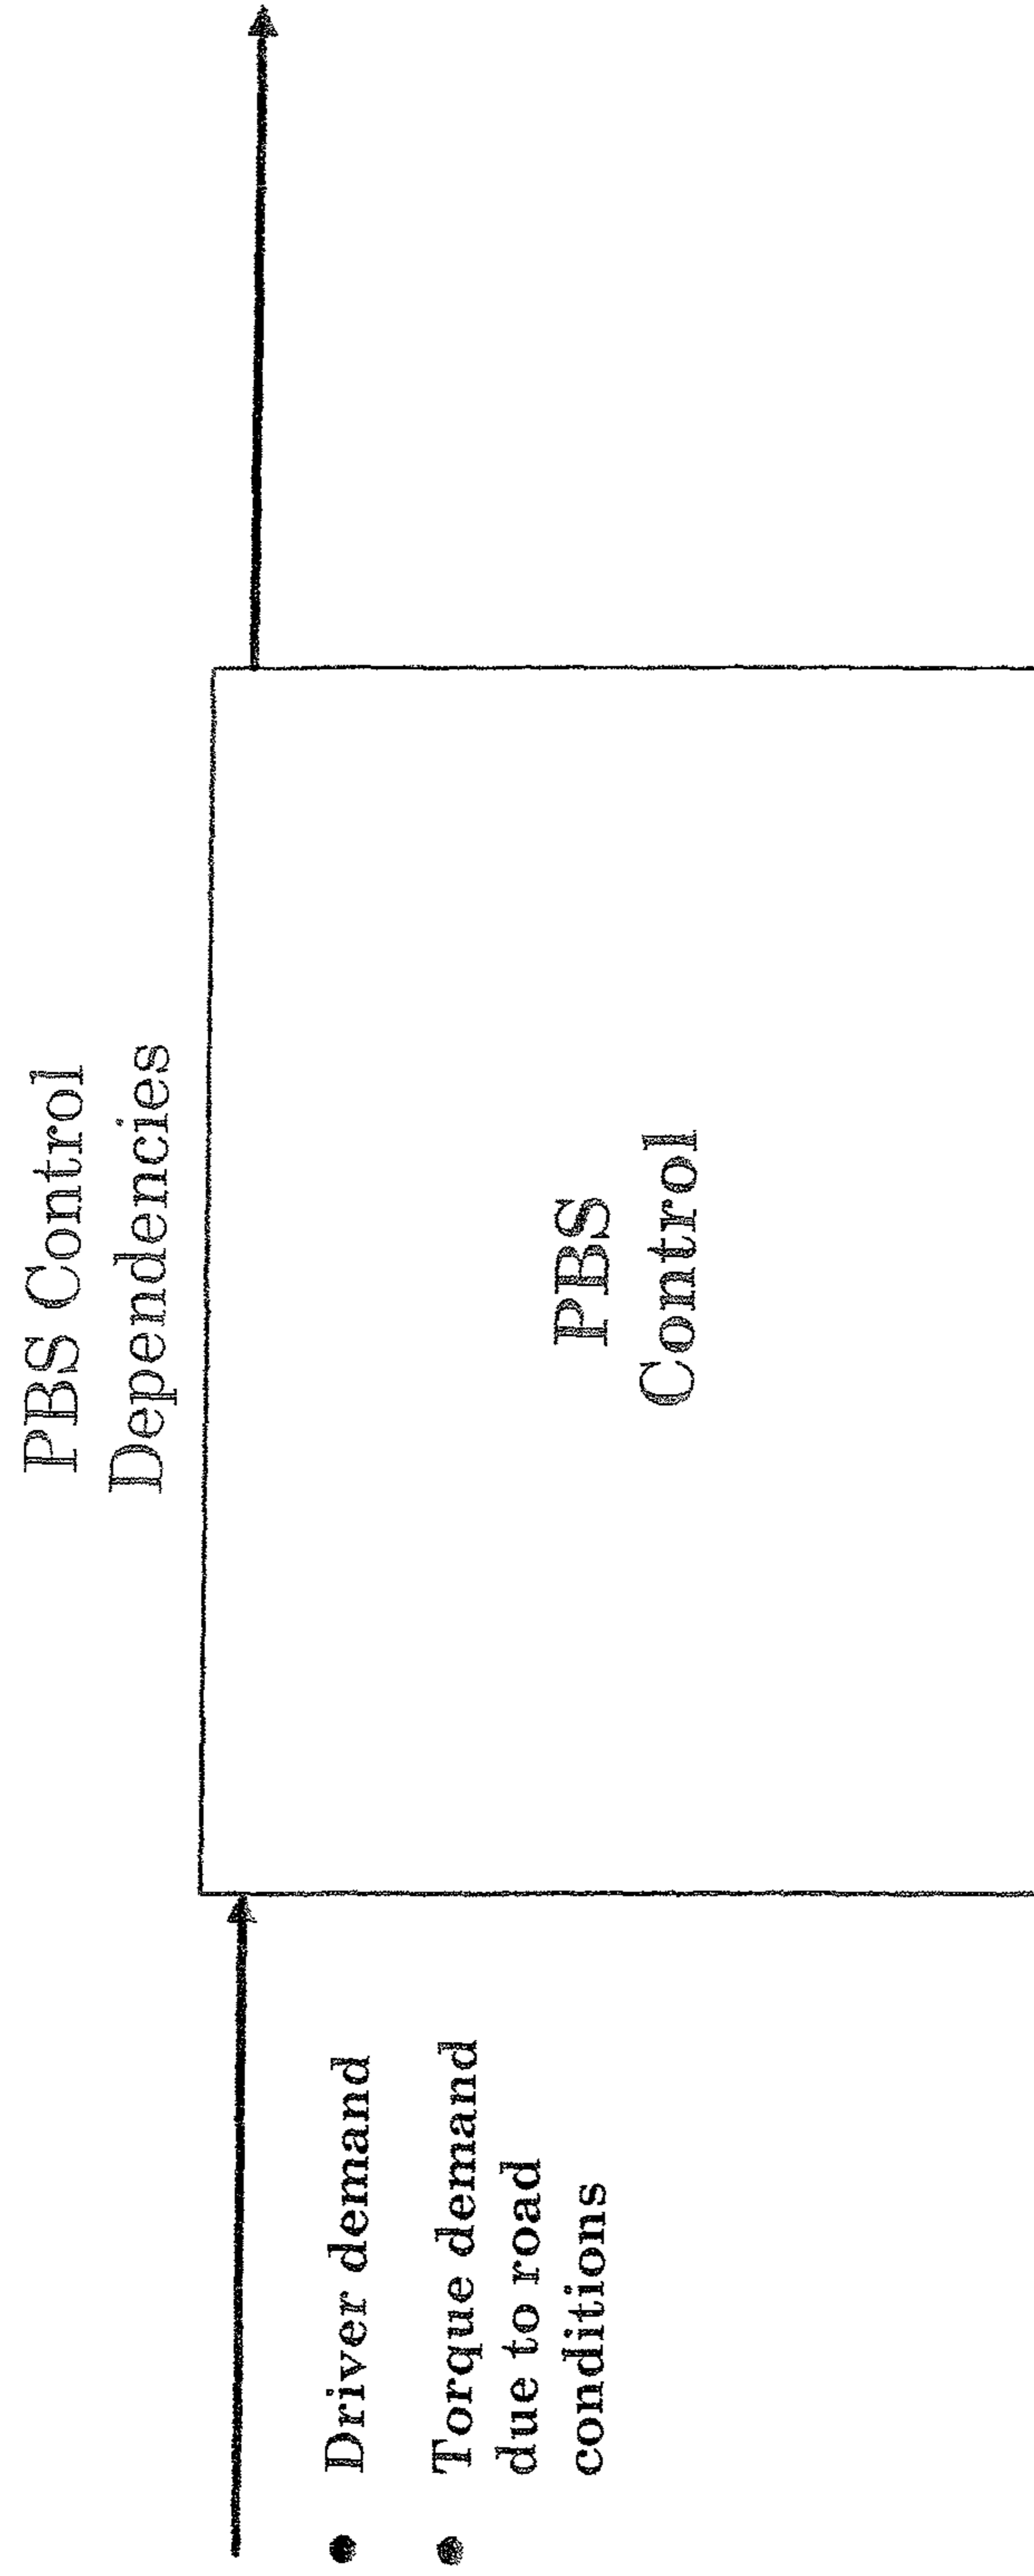 PBS Control
Dependencies
PBS
Control
● Driver demand
● Torque demand
due to road
conditions